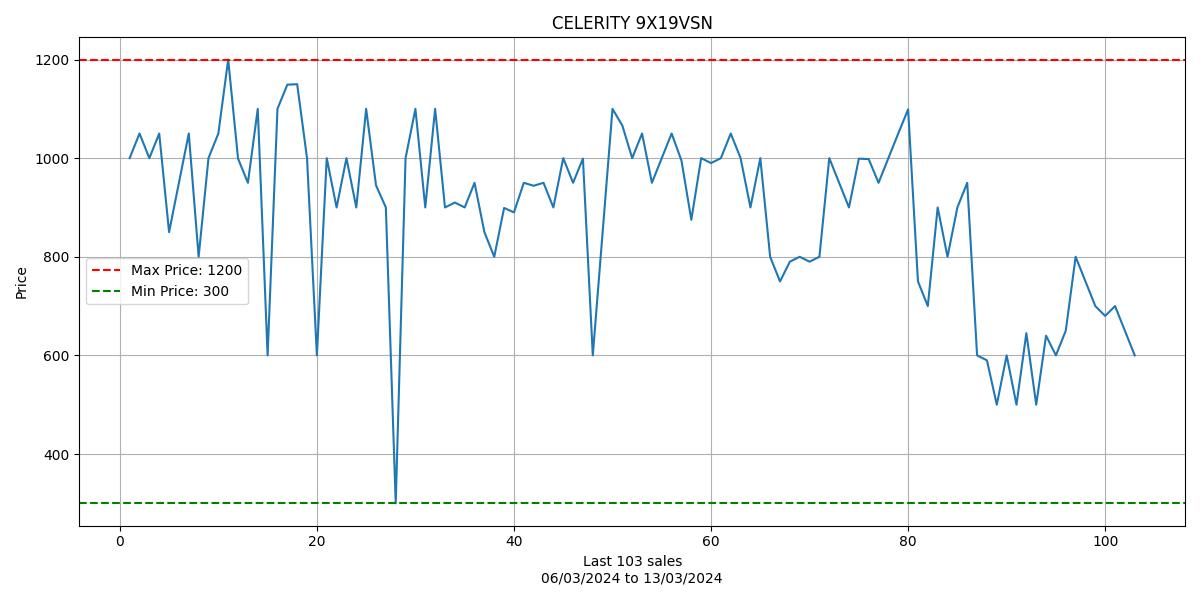 CELERITY 9X19VSN
Price
1200
1000
800
600
400
Max Price: 1200
Min Price: 300
0 20 40 60 80 100
Last 103 sales
06/03/2024 to 13/03/2024